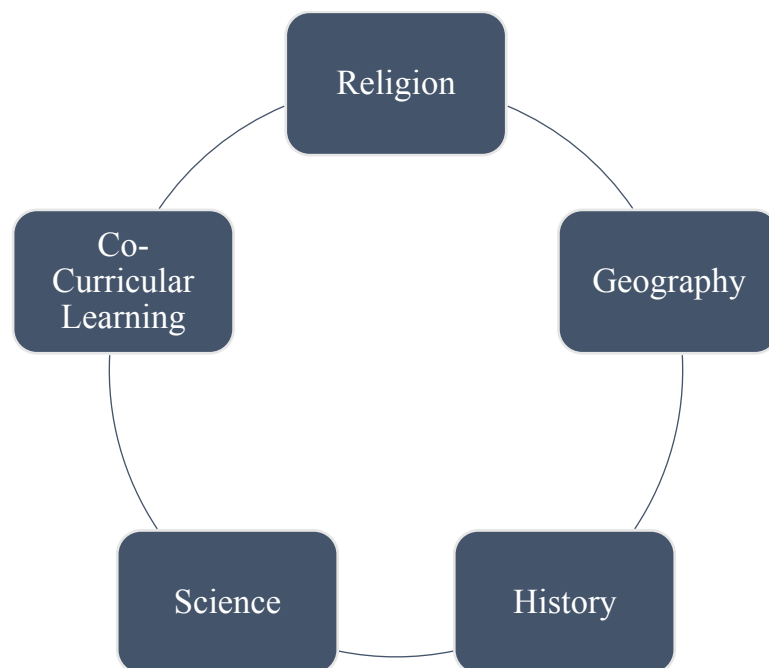 Religion
Geography
History
Science
Co-
Curricular
Learning